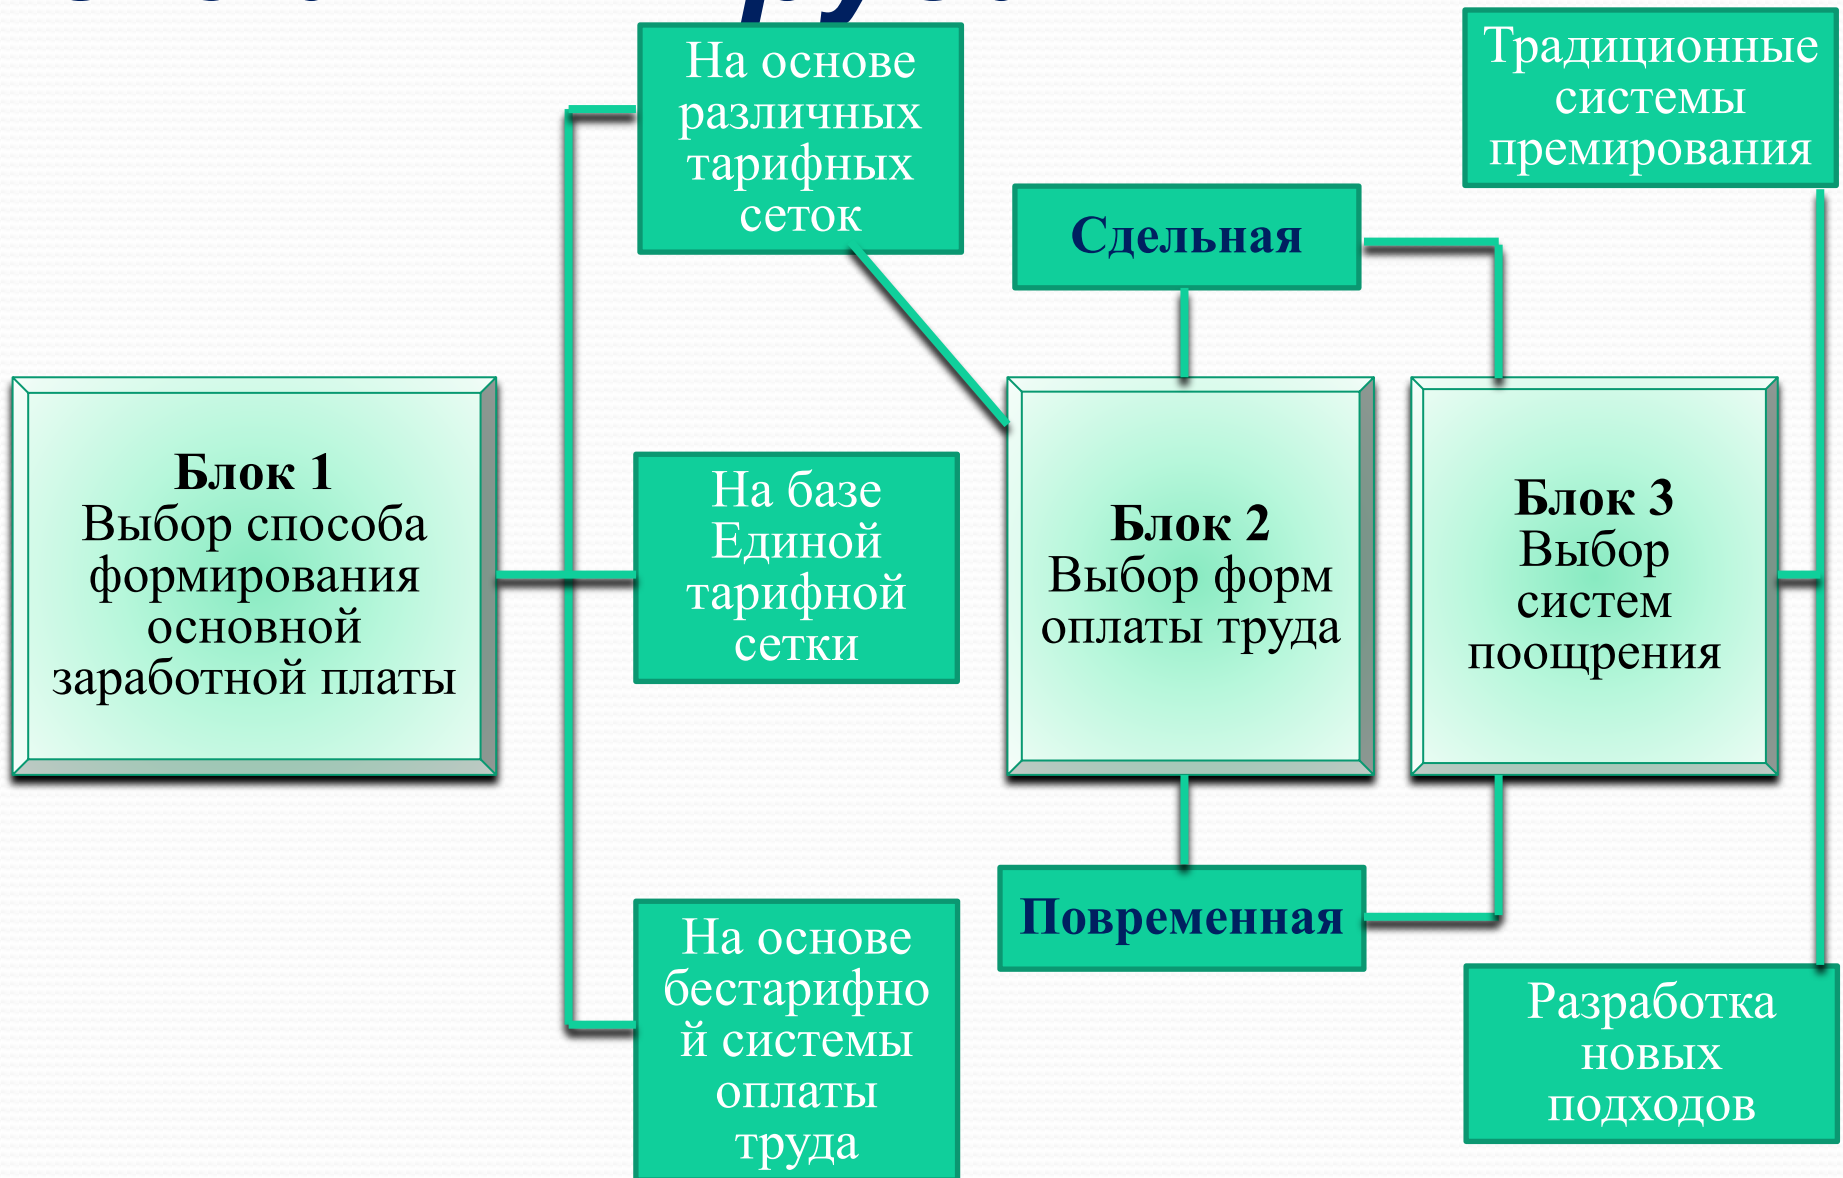 На основе
различных
тарифных
сеток
Традиционные
системы
премирования
Сдельная
Блок 1
Выбор способа
формирования
основной
заработной платы
На базе
Единой
тарифной
сетки
Блок 2
Выбор форм
оплаты труда
Блок 3
Выбор
систем
поощрения
Повременная
На основе
бестарифно
й системы
оплаты
труда
Разработка
новых
подходов